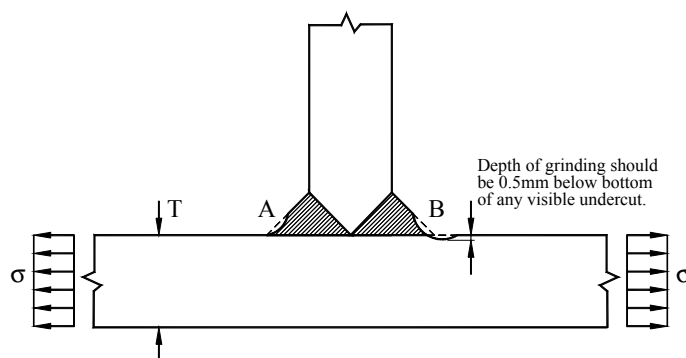 Depth of grinding should
be 0.5mm below bottom
of any visible undercut.
A
B
T
σ
σ